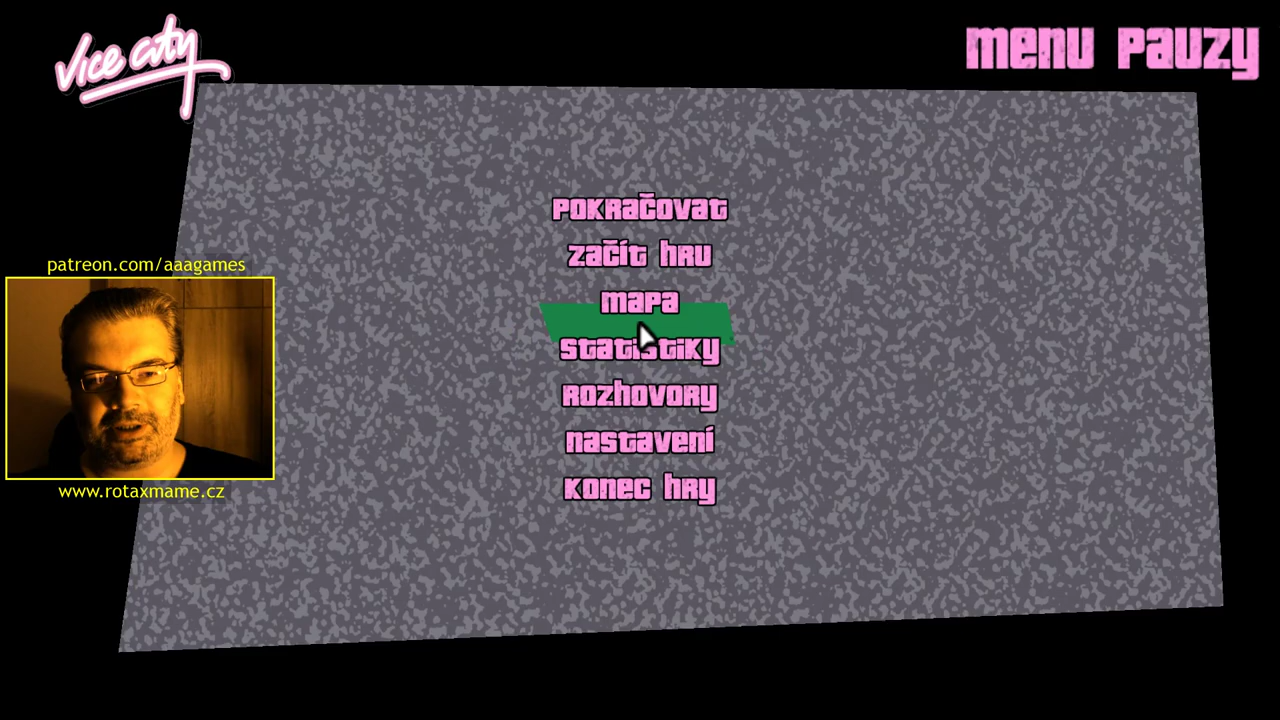 Vice City
MENU PAUZY
POKRAČOVAT
ZAČÍT HRU
MAPA
STATISTIKY
ROZHOVORY
NASTAVENÍ
KONEC HRY
patreon.com/aaagames
www.rotaxmame.cz